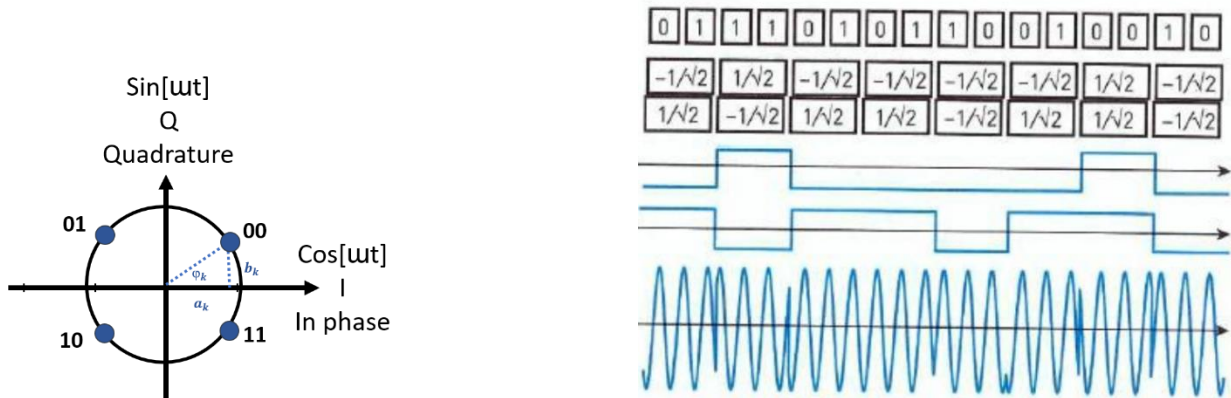 Sin[ωt]
Q
Quadrature
01
00
φₖ
bₖ
aₖ
Cos[ωt]
I
In phase
10
11
0 1 1 1 0 1 0 1 1 0 0 1 0 0 1 0
-1/√2 1/√2 -1/√2 -1/√2 -1/√2 -1/√2 1/√2 -1/√2
1/√2 -1/√2 1/√2 1/√2 -1/√2 1/√2 1/√2 -1/√2